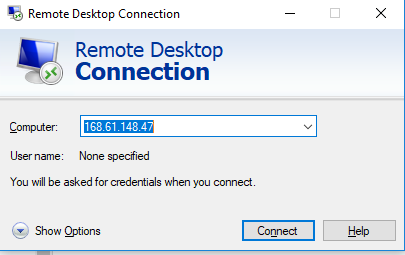 Remote Desktop Connection
Remote Desktop
Connection
Computer: 168.61.148.47
User name: None specified
You will be asked for credentials when you connect.
Show Options Connect Help